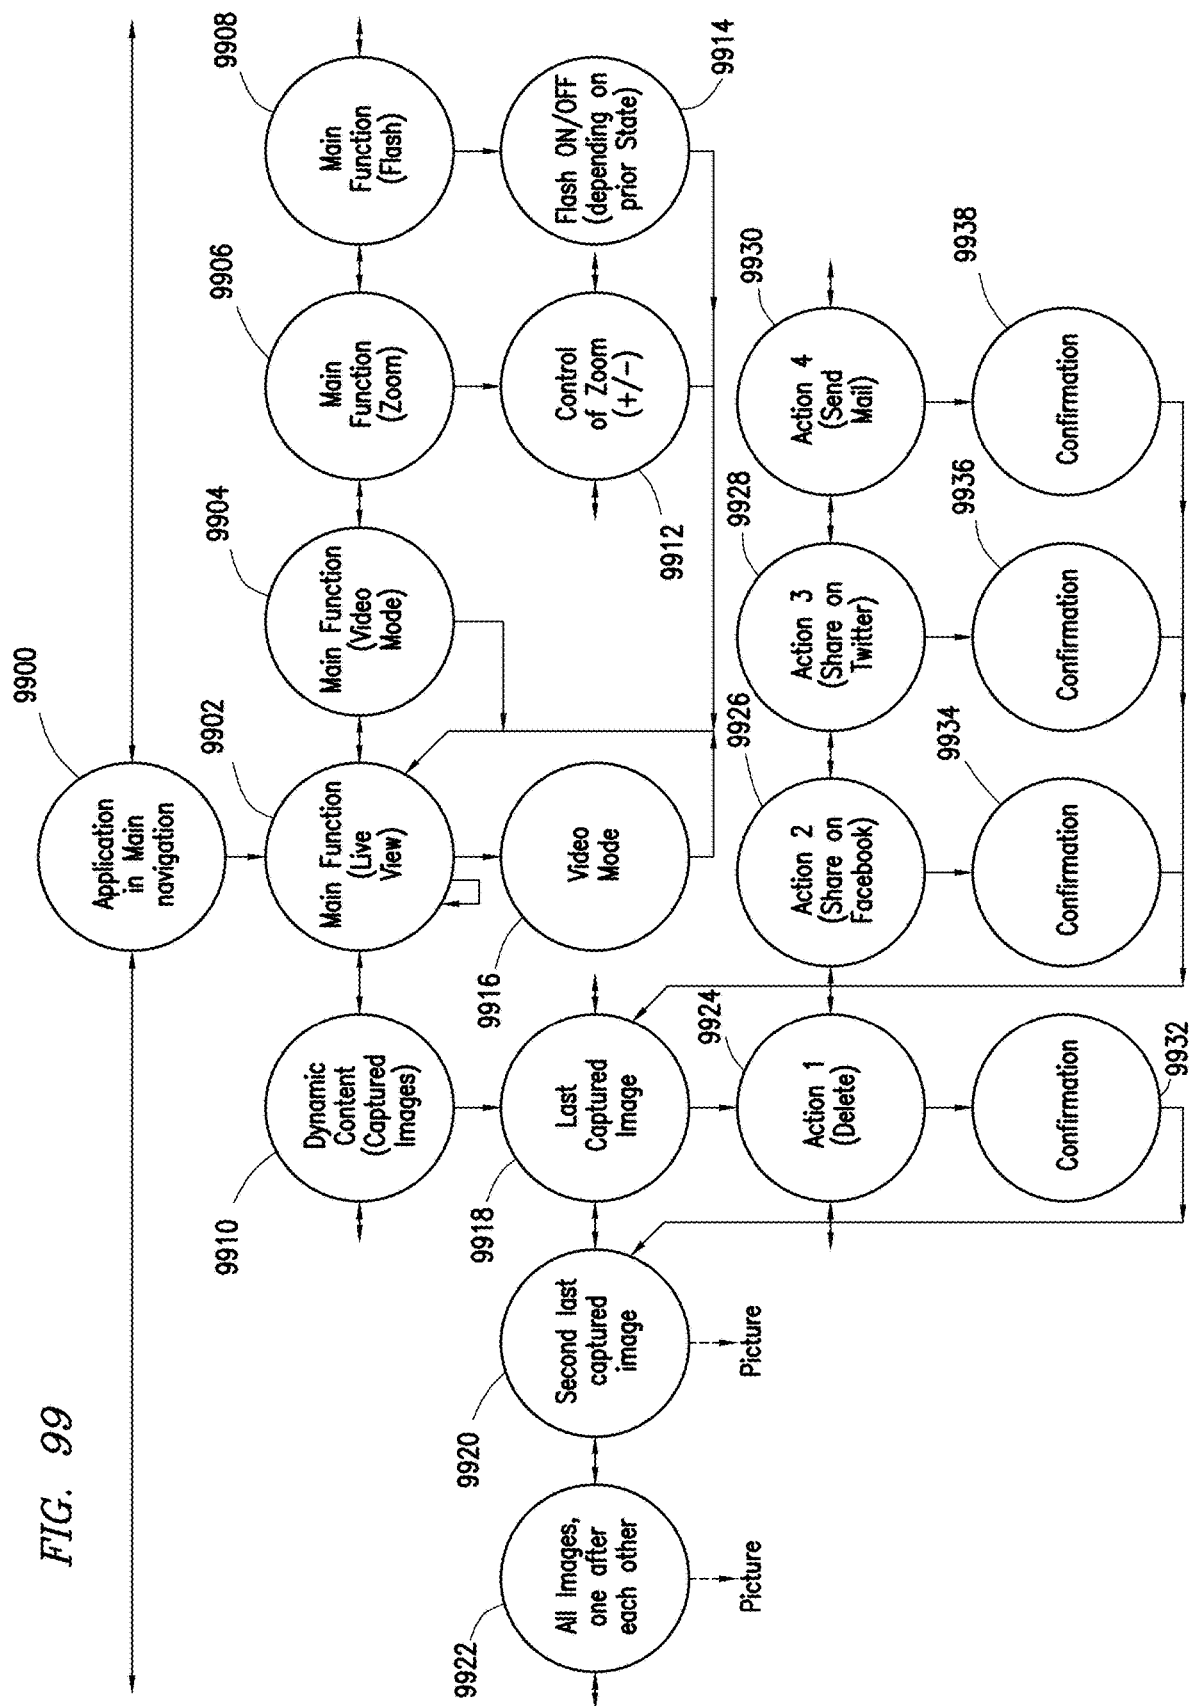 FIG. 99
9900
Application
in Main
navigation
9910
Dynamic
Content
(Captured
Images)
9902
Main Function
(Live
View)
9904
Main Function
(Video
Mode)
9906
Main
Function
(Zoom)
9908
Main
Function
(Flash)
9922
All Images,
one after
each other
Picture
9920
Second last
captured
image
Picture
9918
Last
Captured
Image
9916
Video
Mode
9912
Control
of Zoom
(+/−)
9914
Flash ON/OFF
(depending on
prior State)
9924
Action 1
(Delete)
9926
Action 2
(Share on
Facebook)
9928
Action 3
(Share on
Twitter)
9930
Action 4
(Send
Mail)
9932
Confirmation
9934
Confirmation
9936
Confirmation
9938
Confirmation